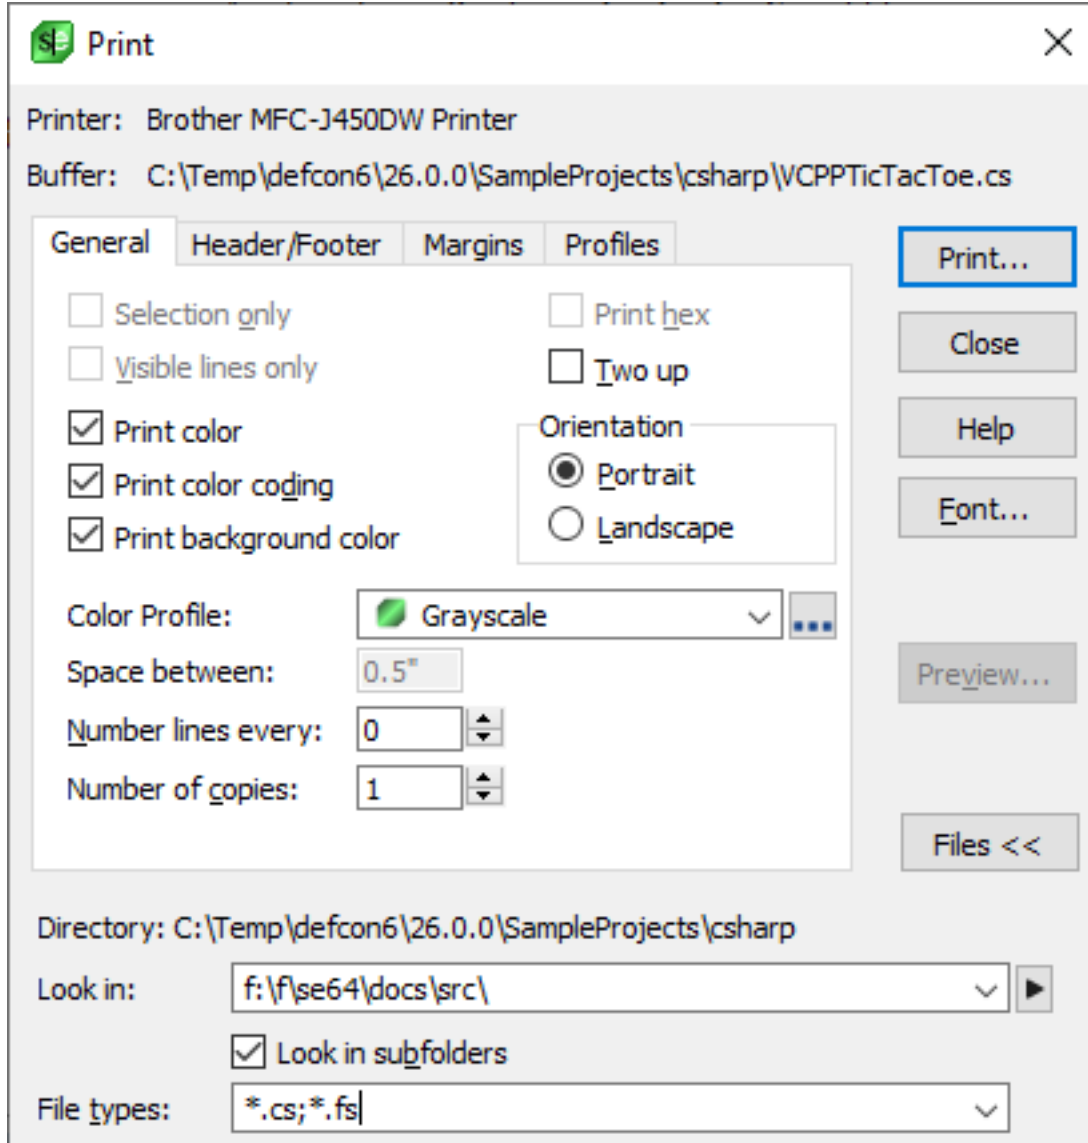 Print
Printer: Brother MFC-J450DW Printer
Buffer: C:\Temp\defcon6\26.0.0\SampleProjects\csharp\VCPPTicTacToe.cs
General Header/Footer Margins Profiles
Print...
Selection only
Print hex
Close
Visible lines only
Two up
Print color
Orientation
Help
Print color coding
Portrait
Font...
Print background color
Landscape
Color Profile: Grayscale ...
Space between: 0.5"
Preview...
Number lines every: 0
Number of copies: 1
Files <<
Directory: C:\Temp\defcon6\26.0.0\SampleProjects\csharp
Look in: f:\f\se64\docs\src\
Look in subfolders
File types: *.cs;*.fs